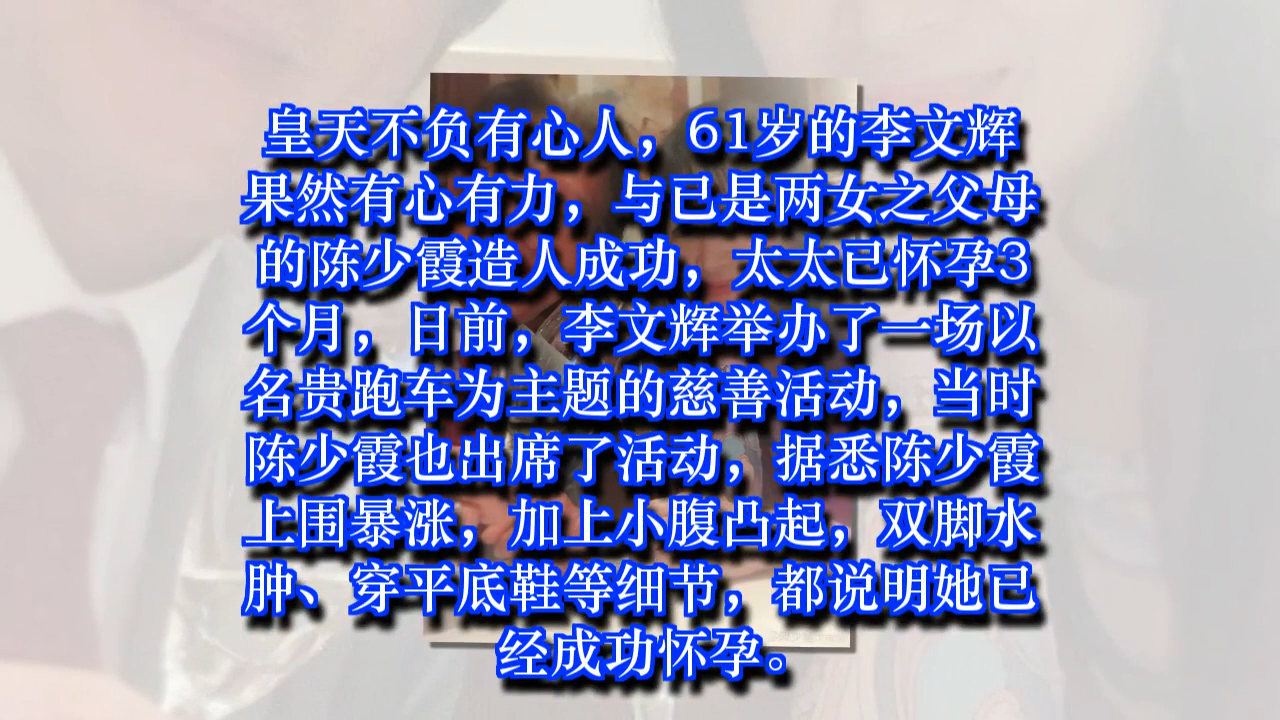 皇天不负有心人，61岁的李文辉
果然有心有力，与已是两女之父母
的陈少霞造人成功，太太已怀孕3
个月，日前，李文辉举办了一场以
名贵跑车为主题的慈善活动，当时
陈少霞也出席了活动，据悉陈少霞
上围暴涨，加上小腹凸起，双脚水
肿、穿平底鞋等细节，都说明她已
经成功怀孕。